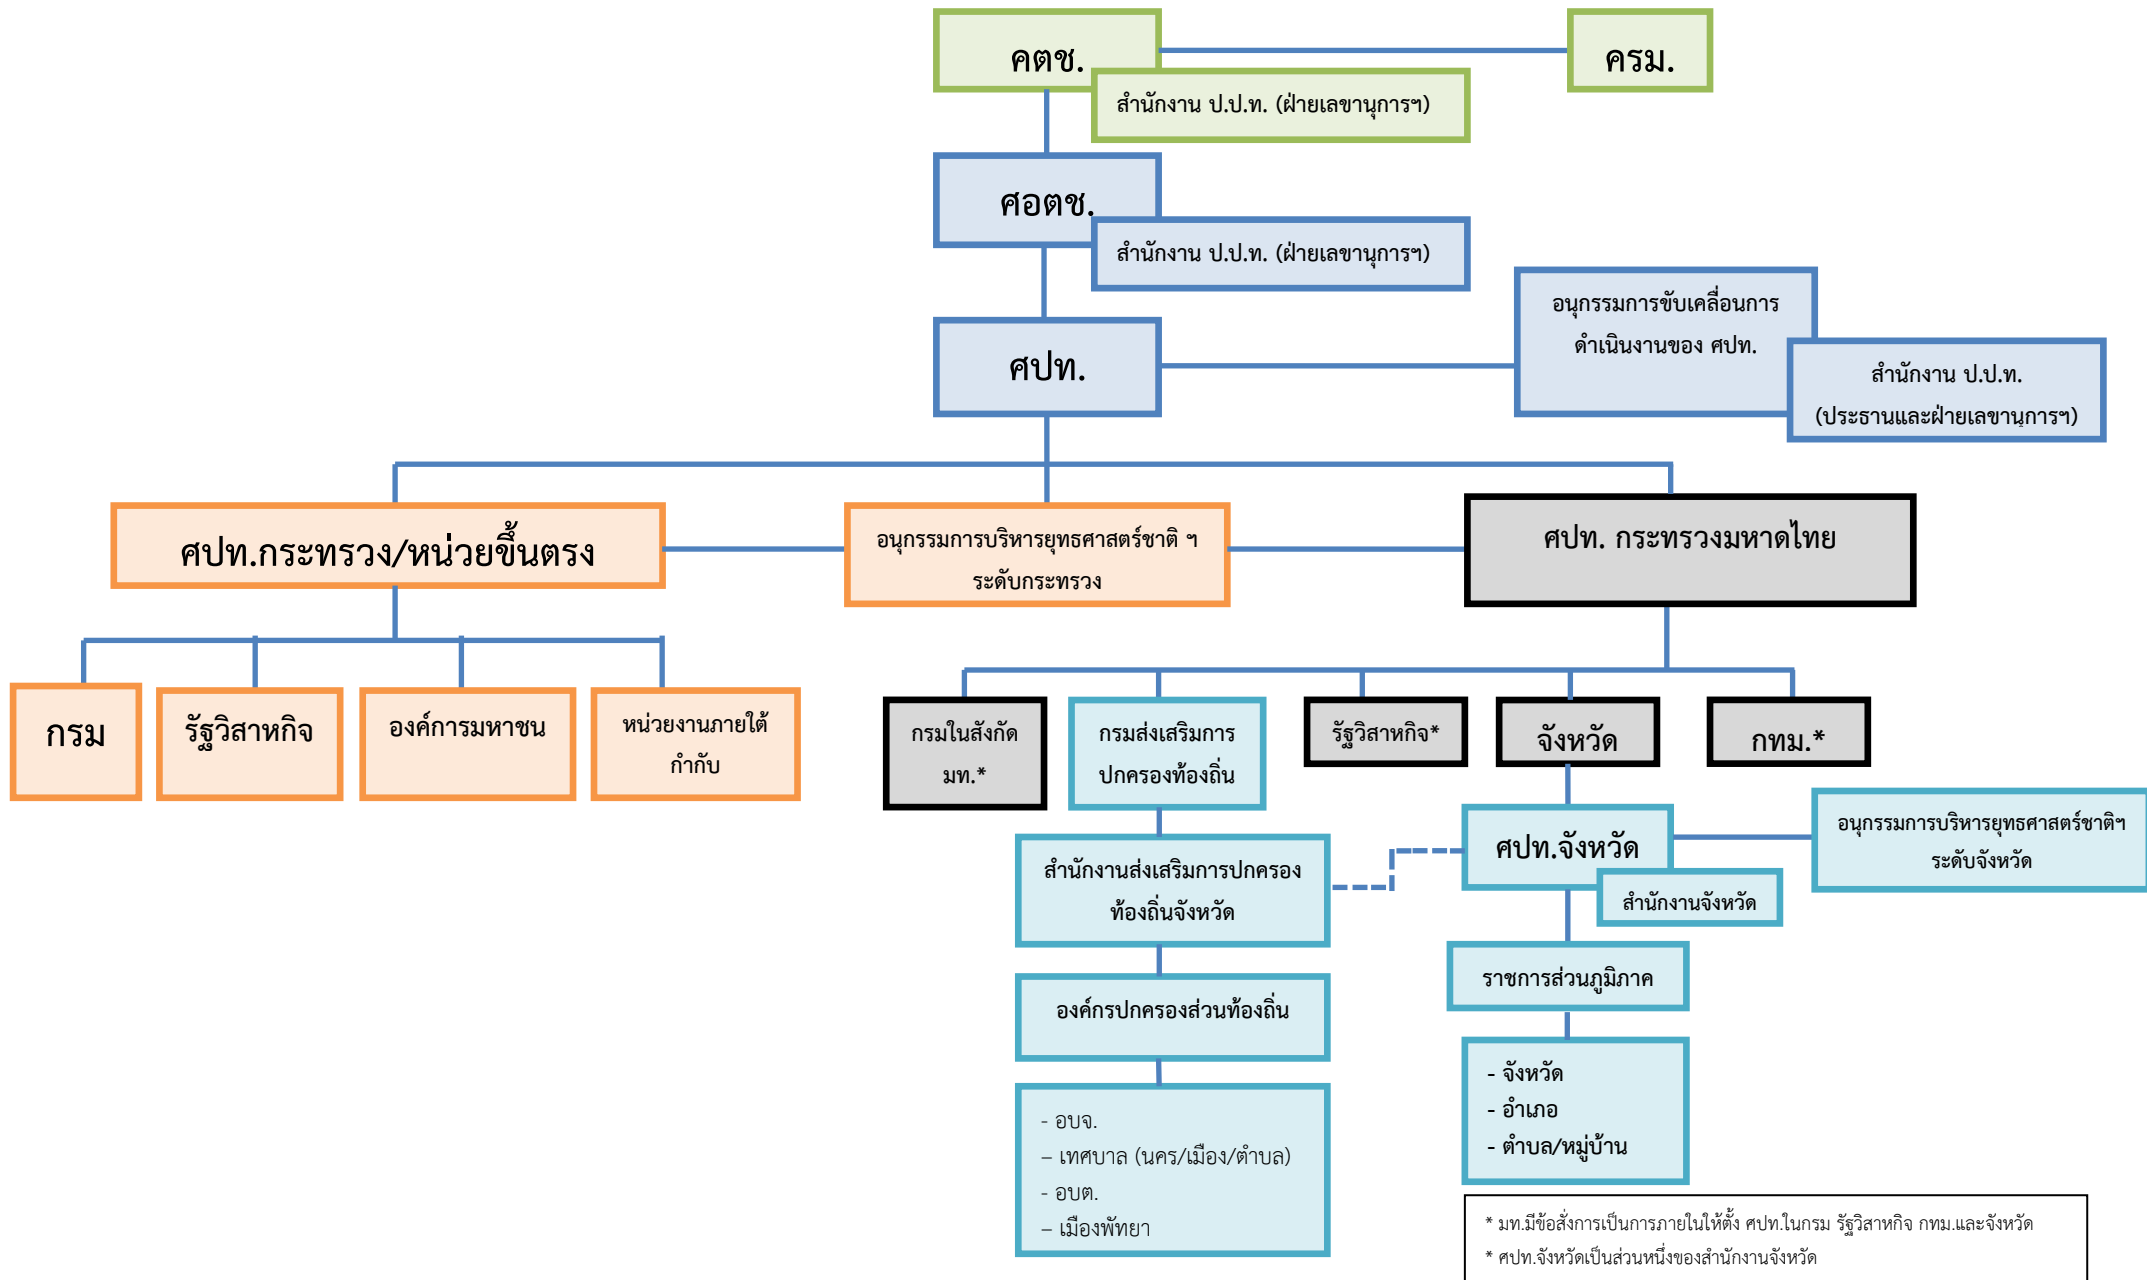 คตช.
ครม.
สำนักงาน ป.ป.ท. (ฝ่ายเลขานุการฯ)
ศอตช.
สำนักงาน ป.ป.ท. (ฝ่ายเลขานุการฯ)
อนุกรรมการขับเคลื่อนการ
ดำเนินงานของ ศปท.
ศปท.
สำนักงาน ป.ป.ท.
(ประธานและฝ่ายเลขานุการฯ)
ศปท.กระทรวง/หน่วยขึ้นตรง
อนุกรรมการบริหารยุทธศาสตร์ชาติ ฯ
ระดับกระทรวง
ศปท. กระทรวงมหาดไทย
กรม
รัฐวิสาหกิจ
องค์การมหาชน
หน่วยงานภายใต้
กำกับ
กรมในสังกัด
มท.*
กรมส่งเสริมการ
ปกครองท้องถิ่น
รัฐวิสาหกิจ*
จังหวัด
กทม.*
สำนักงานส่งเสริมการปกครอง
ท้องถิ่นจังหวัด
ศปท.จังหวัด
สำนักงานจังหวัด
อนุกรรมการบริหารยุทธศาสตร์ชาติฯ
ระดับจังหวัด
องค์กรปกครองส่วนท้องถิ่น
ราชการส่วนภูมิภาค
- อบจ.
– เทศบาล (นคร/เมือง/ตำบล)
- อบต.
– เมืองพัทยา
- จังหวัด
- อำเภอ
- ตำบล/หมู่บ้าน
* มท.มีข้อสั่งการเป็นการภายในให้ตั้ง ศปท.ในกรม รัฐวิสาหกิจ กทม.และจังหวัด
* ศปท.จังหวัดเป็นส่วนหนึ่งของสำนักงานจังหวัด